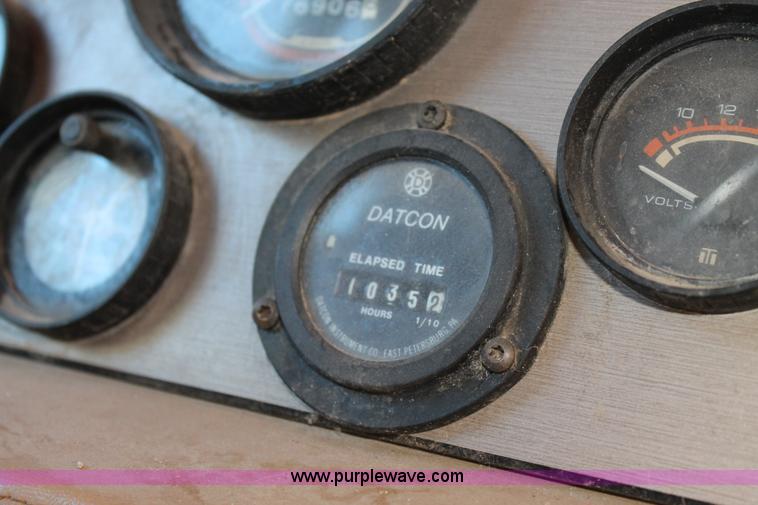 78906
DATCON
ELAPSED TIME
10352
HOURS 1/10
DATCON INSTRUMENT CO. EAST PETERSBURG, PA
10 12
VOLTS
www.purplewave.com